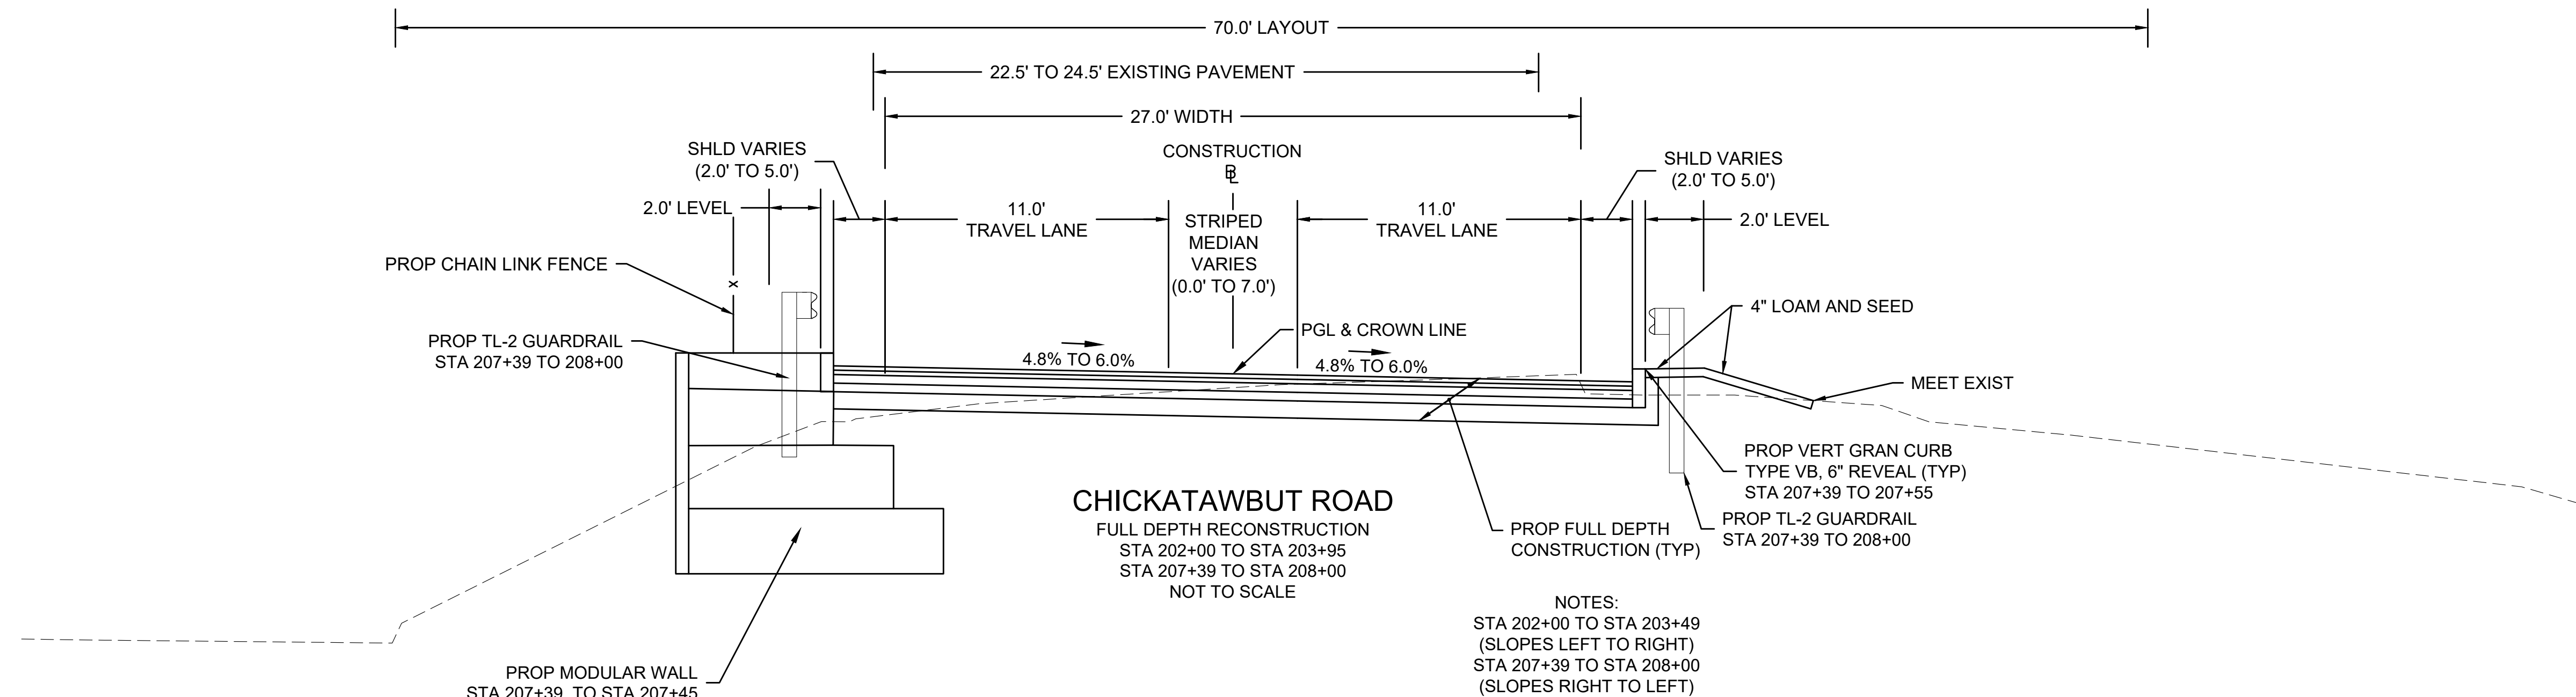 70.0' LAYOUT
22.5' TO 24.5' EXISTING PAVEMENT
27.0' WIDTH
SHLD VARIES
(2.0' TO 5.0')
CONSTRUCTION
BL
SHLD VARIES
(2.0' TO 5.0')
2.0' LEVEL
11.0'
TRAVEL LANE
STRIPED
MEDIAN
VARIES
(0.0' TO 7.0')
11.0'
TRAVEL LANE
2.0' LEVEL
PROP CHAIN LINK FENCE
x
4" LOAM AND SEED
PROP TL-2 GUARDRAIL
STA 207+39 TO 208+00
PGL & CROWN LINE
4.8% TO 6.0%
4.8% TO 6.0%
MEET EXIST
PROP VERT GRAN CURB
TYPE VB, 6" REVEAL (TYP)
STA 207+39 TO 207+55
PROP TL-2 GUARDRAIL
STA 207+39 TO 208+00
CHICKATAWBUT ROAD
FULL DEPTH RECONSTRUCTION
STA 202+00 TO STA 203+95
STA 207+39 TO STA 208+00
NOT TO SCALE
PROP FULL DEPTH
CONSTRUCTION (TYP)
NOTES:
STA 202+00 TO STA 203+49
(SLOPES LEFT TO RIGHT)
STA 207+39 TO STA 208+00
(SLOPES RIGHT TO LEFT)
PROP MODULAR WALL
STA 207+39 TO STA 207+45